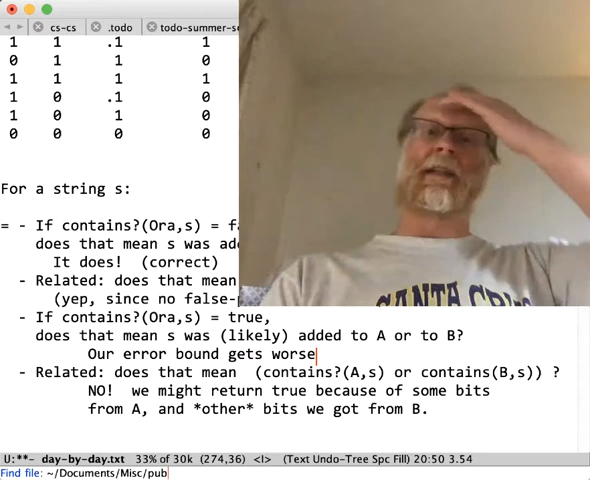 cs-cs .todo todo-summer-s
1 1 .1 1
0 1 1 0
1 1 1 1
1 0 .1 0
1 0 1 0
0 0 0 0
For a string s:
= - If contains?(Ora,s) = fa
does that mean s was ad
It does! (correct)
- Related: does that mean
(yep, since no false-
- If contains?(Ora,s) = true,
does that mean s was (likely) added to A or to B?
Our error bound gets worse
- Related: does that mean (contains?(A,s) or contains(B,s)) ?
NO! we might return true because of some bits
from A, and *other* bits we got from B.
SANTA CRUZ
U:**- day-by-day.txt 33% of 30k (274,36) <I> (Text Undo-Tree Spc Fill) 20:50 3.54
Find file: ~/Documents/Misc/pub